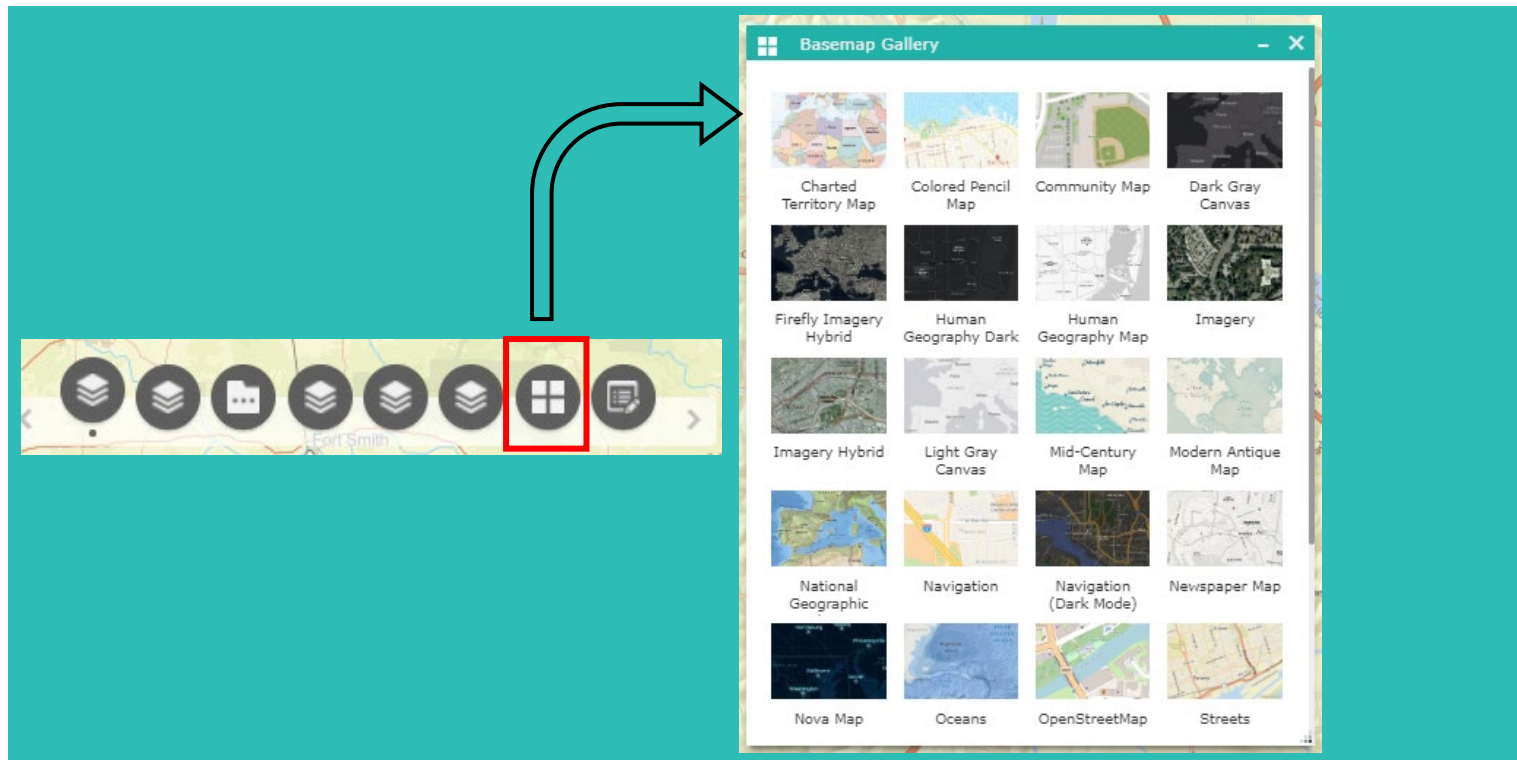 Basemap Gallery
Charted
Territory Map
Colored Pencil
Map
Community Map
Dark Gray
Canvas
Firefly Imagery
Hybrid
Human
Geography Dark
Human
Geography Map
Imagery
Imagery Hybrid
Light Gray
Canvas
Mid-Century
Map
Modern Antique
Map
National
Geographic
Navigation
Navigation
(Dark Mode)
Newspaper Map
Nova Map
Oceans
OpenStreetMap
Streets
Fort Smith